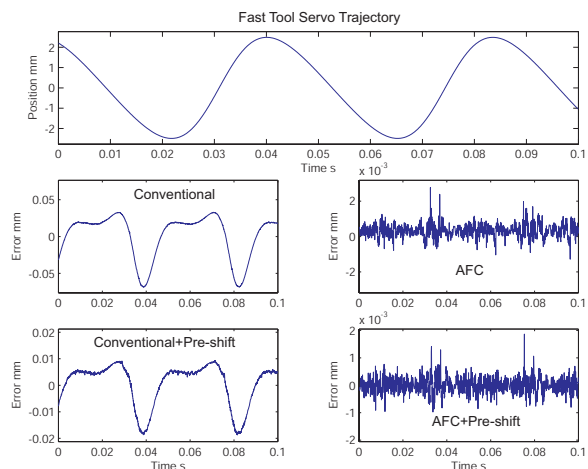 Fast Tool Servo Trajectory
Position mm
2
1
0
-1
-2
0 0.01 0.02 0.03 0.04 0.05 0.06 0.07 0.08 0.09 0.1
Time s
Conventional
Error mm
0.05
0
-0.05
0 0.02 0.04 0.06 0.08 0.1
x 10⁻³
AFC
Error mm
2
0
-2
0 0.02 0.04 0.06 0.08 0.1
Conventional+Pre-shift
Error mm
0.02
0.01
0
-0.01
-0.02
0 0.02 0.04 0.06 0.08 0.1
Time s
x 10⁻³
AFC+Pre-shift
Error mm
2
1
0
-1
-2
0 0.02 0.04 0.06 0.08 0.1
Time s